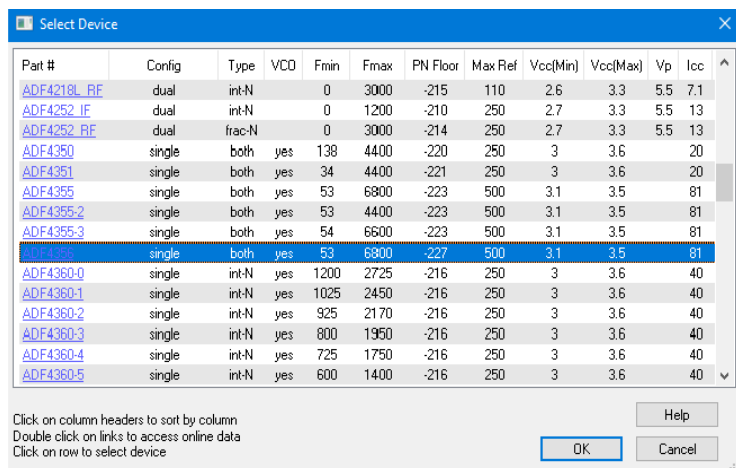 Select Device
Part # Config Type VCO Fmin Fmax PN Floor Max Ref Vcc(Min) Vcc(Max) Vp Icc
ADF4218L RF dual int-N 0 3000 -215 110 2.6 3.3 5.5 7.1
ADF4252 IF dual int-N 0 1200 -210 250 2.7 3.3 5.5 13
ADF4252 RF dual frac-N 0 3000 -214 250 2.7 3.3 5.5 13
ADF4350 single both yes 138 4400 -220 250 3 3.6 20
ADF4351 single both yes 34 4400 -221 250 3 3.6 20
ADF4355 single both yes 53 6800 -223 500 3.1 3.5 81
ADF4355-2 single both yes 53 4400 -223 500 3.1 3.5 81
ADF4355-3 single both yes 54 6600 -223 500 3.1 3.5 81
ADF4356 single both yes 53 6800 -227 500 3.1 3.5 81
ADF4360-0 single int-N yes 1200 2725 -216 250 3 3.6 40
ADF4360-1 single int-N yes 1025 2450 -216 250 3 3.6 40
ADF4360-2 single int-N yes 925 2170 -216 250 3 3.6 40
ADF4360-3 single int-N yes 800 1950 -216 250 3 3.6 40
ADF4360-4 single int-N yes 725 1750 -216 250 3 3.6 40
ADF4360-5 single int-N yes 600 1400 -216 250 3 3.6 40
Click on column headers to sort by column
Double click on links to access online data
Click on row to select device
Help
OK Cancel